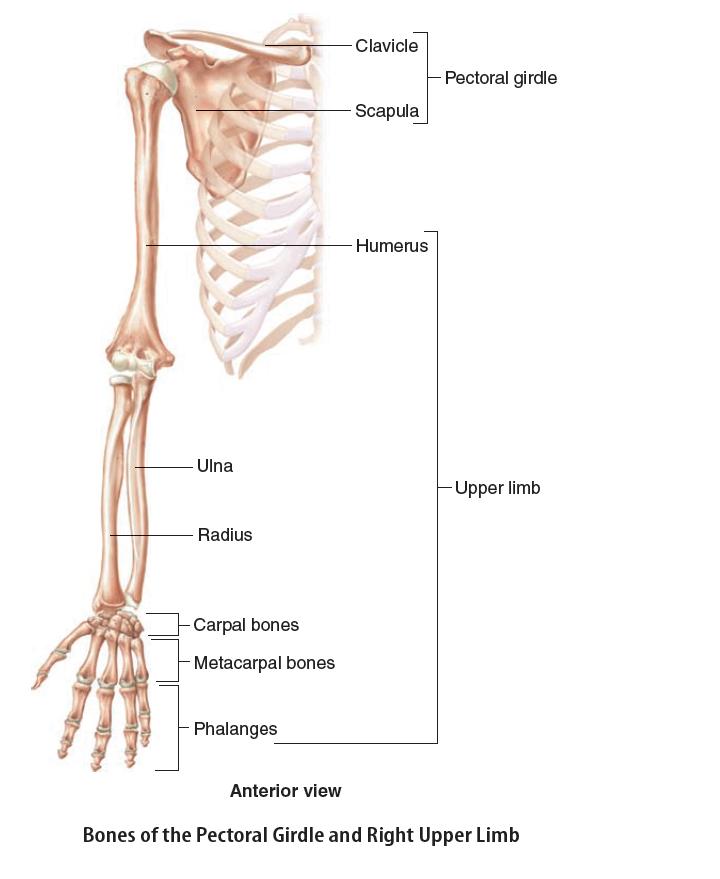 Clavicle
Pectoral girdle
Scapula
Humerus
Ulna
Upper limb
Radius
Carpal bones
Metacarpal bones
Phalanges
Anterior view
Bones of the Pectoral Girdle and Right Upper Limb